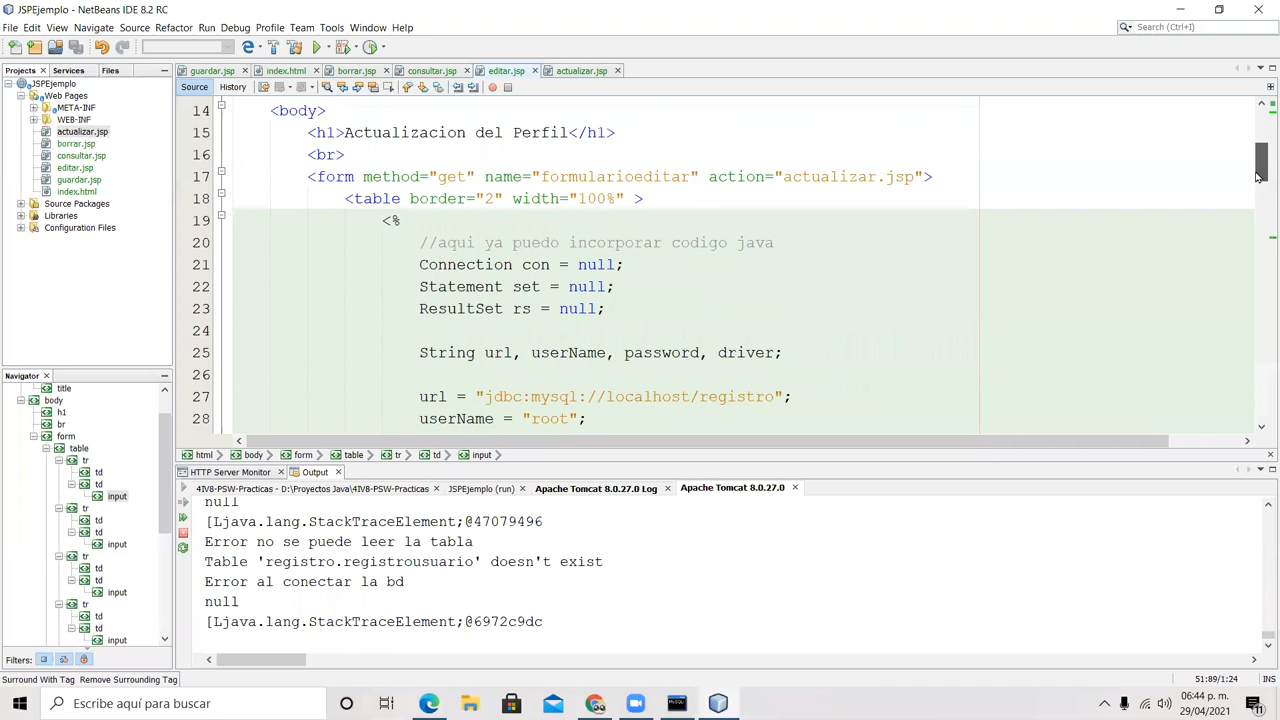 JSPEjemplo - NetBeans IDE 8.2 RC
File Edit View Navigate Source Refactor Run Debug Profile Team Tools Window Help
Search (Ctrl+I)
Projects Services Files
guardar.jsp index.html borrar.jsp consultar.jsp editar.jsp actualizar.jsp
Source History
JSPEjemplo
Web Pages
META-INF
WEB-INF
actualizar.jsp
borrar.jsp
consultar.jsp
editar.jsp
guardar.jsp
index.html
Source Packages
Libraries
Configuration Files
14 <body>
15 <h1>Actualizacion del Perfil</h1>
16 <br>
17 <form method="get" name="formularioeditar" action="actualizar.jsp">
18 <table border="2" width="100%" >
19 <%
20 //aqui ya puedo incorporar codigo java
21 Connection con = null;
22 Statement set = null;
23 ResultSet rs = null;
24
25 String url, userName, password, driver;
26
27 url = "jdbc:mysql://localhost/registro";
28 userName = "root";
html body form table tr td input
Navigator
title
body
h1
br
form
table
tr
td
td
input
tr
td
td
input
tr
td
td
input
tr
td
td
input
Filters:
HTTP Server Monitor Output
4IV8-PSW-Practicas - D:\Proyectos Java\4IV8-PSW-Practicas JSPEjemplo (run) Apache Tomcat 8.0.27.0 Log Apache Tomcat 8.0.27.0
null
[Ljava.lang.StackTraceElement;@47079496
Error no se puede leer la tabla
Table 'registro.registrousuario' doesn't exist
Error al conectar la bd
null
[Ljava.lang.StackTraceElement;@6972c9dc
Surround With Tag Remove Surrounding Tag
51:89/1:24 INS
Escribe aquí para buscar
06:44 p. m.
29/04/2021
11